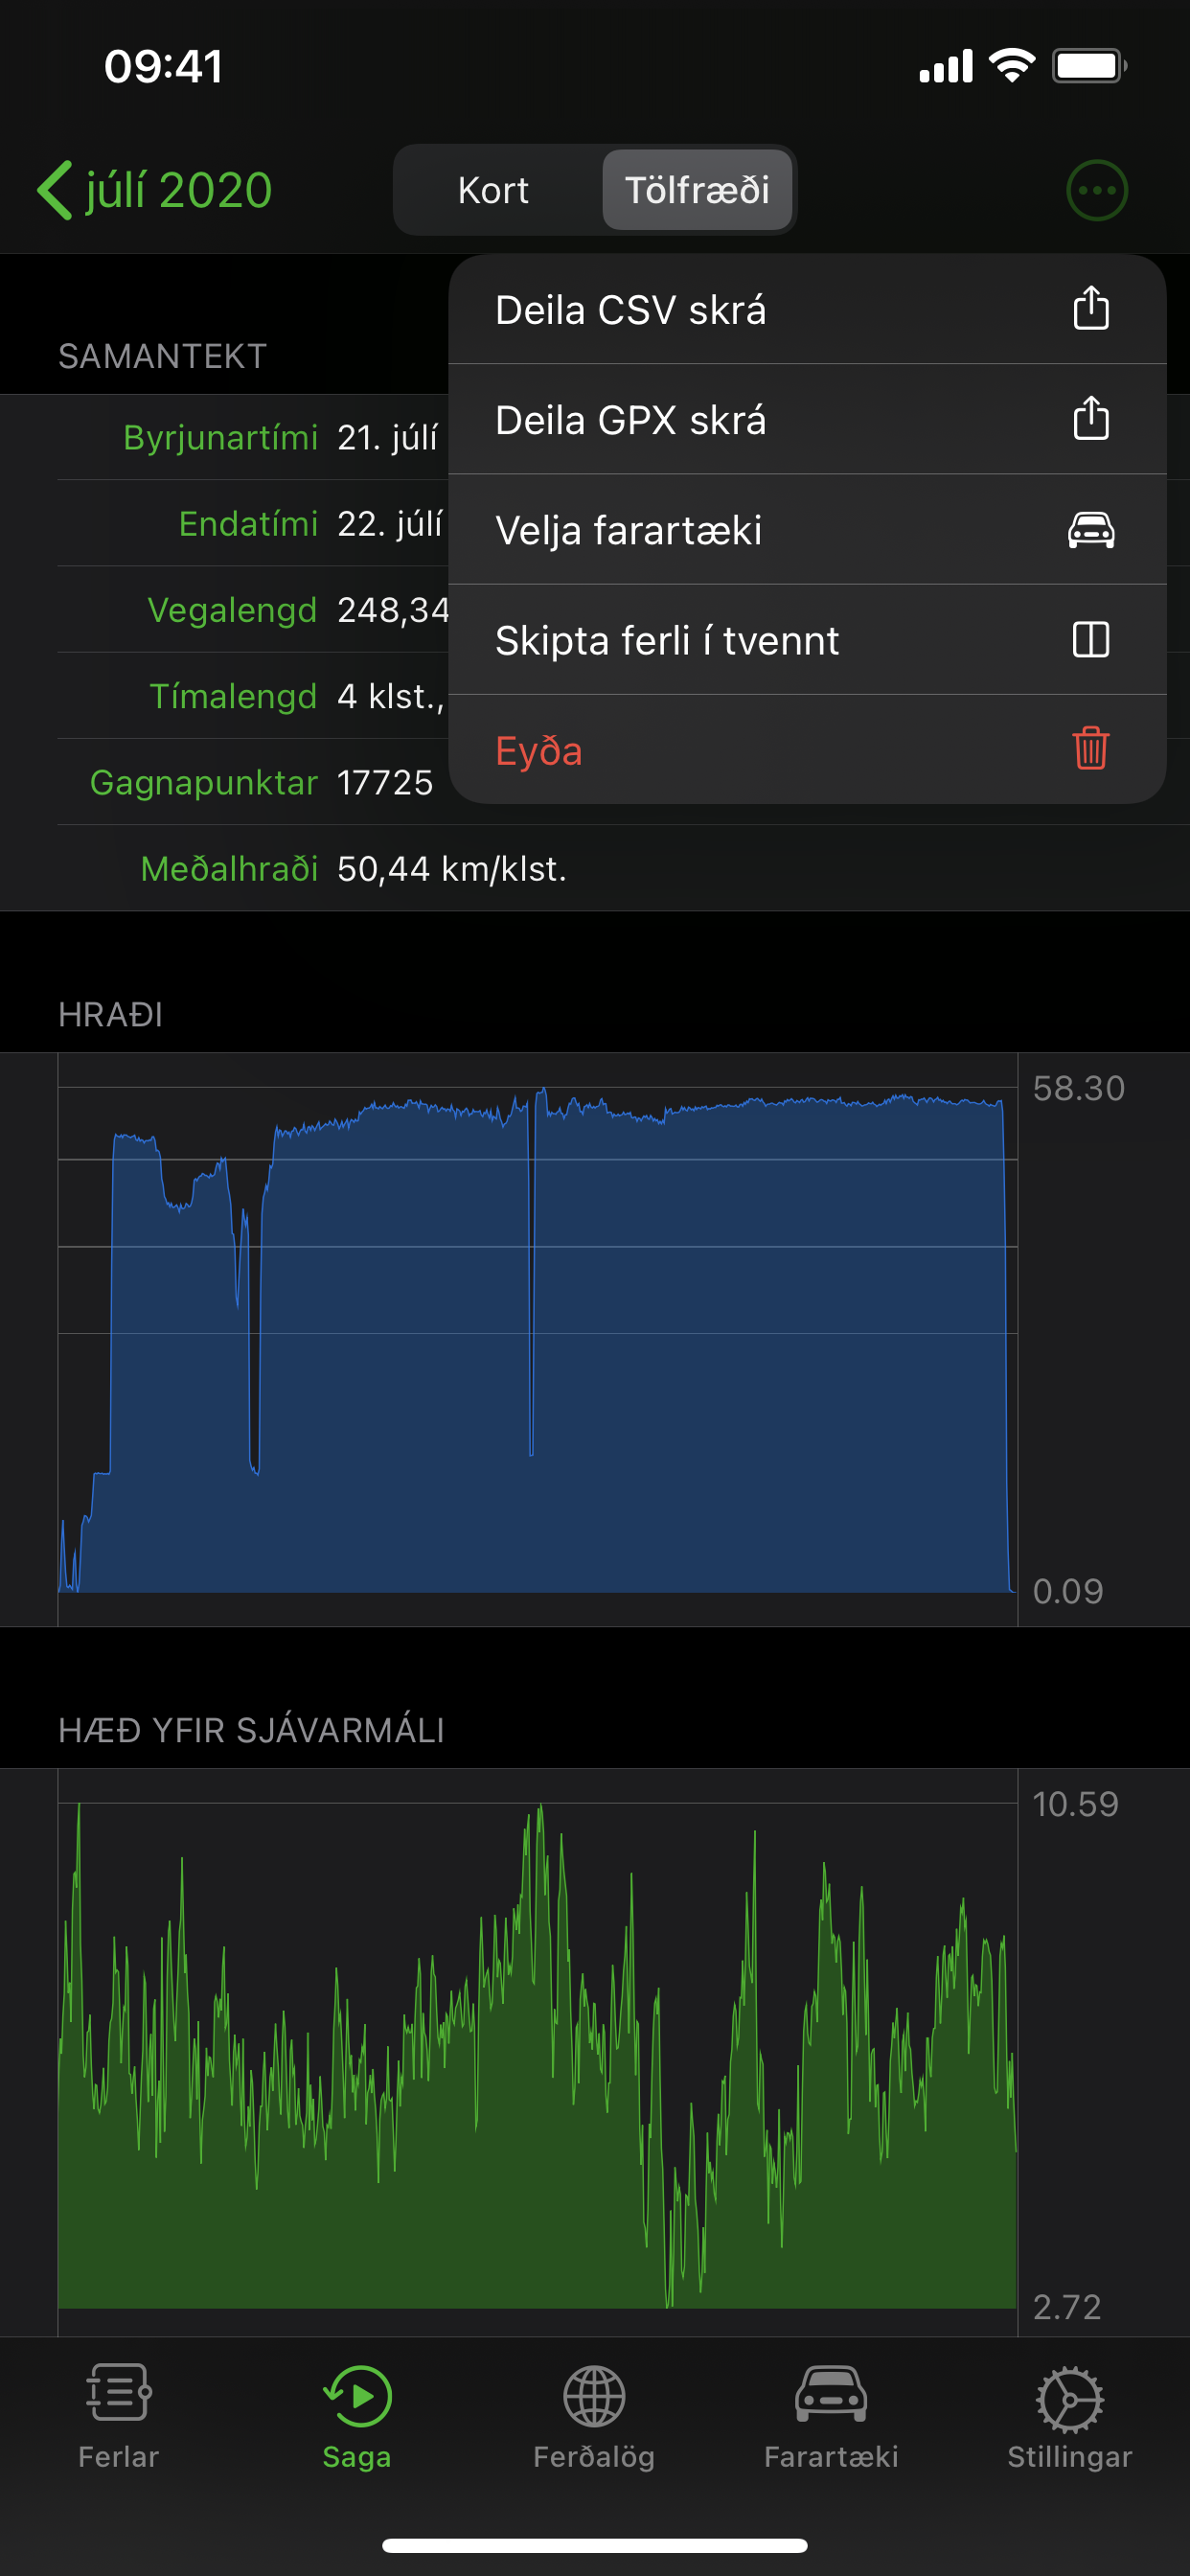 09:41
júlí 2020
Kort
Tölfræði
Deila CSV skrá
Deila GPX skrá
Velja farartæki
Skipta ferli í tvennt
Eyða
SAMANTEKT
Byrjunartími 21. júlí
Endatími 22. júlí
Vegalengd 248,34
Tímalengd 4 klst.,
Gagnapunktar 17725
Meðalhraði 50,44 km/klst.
HRAÐI
58.30
0.09
HÆÐ YFIR SJÁVARMÁLI
10.59
2.72
Ferlar
Saga
Ferðalög
Farartæki
Stillingar